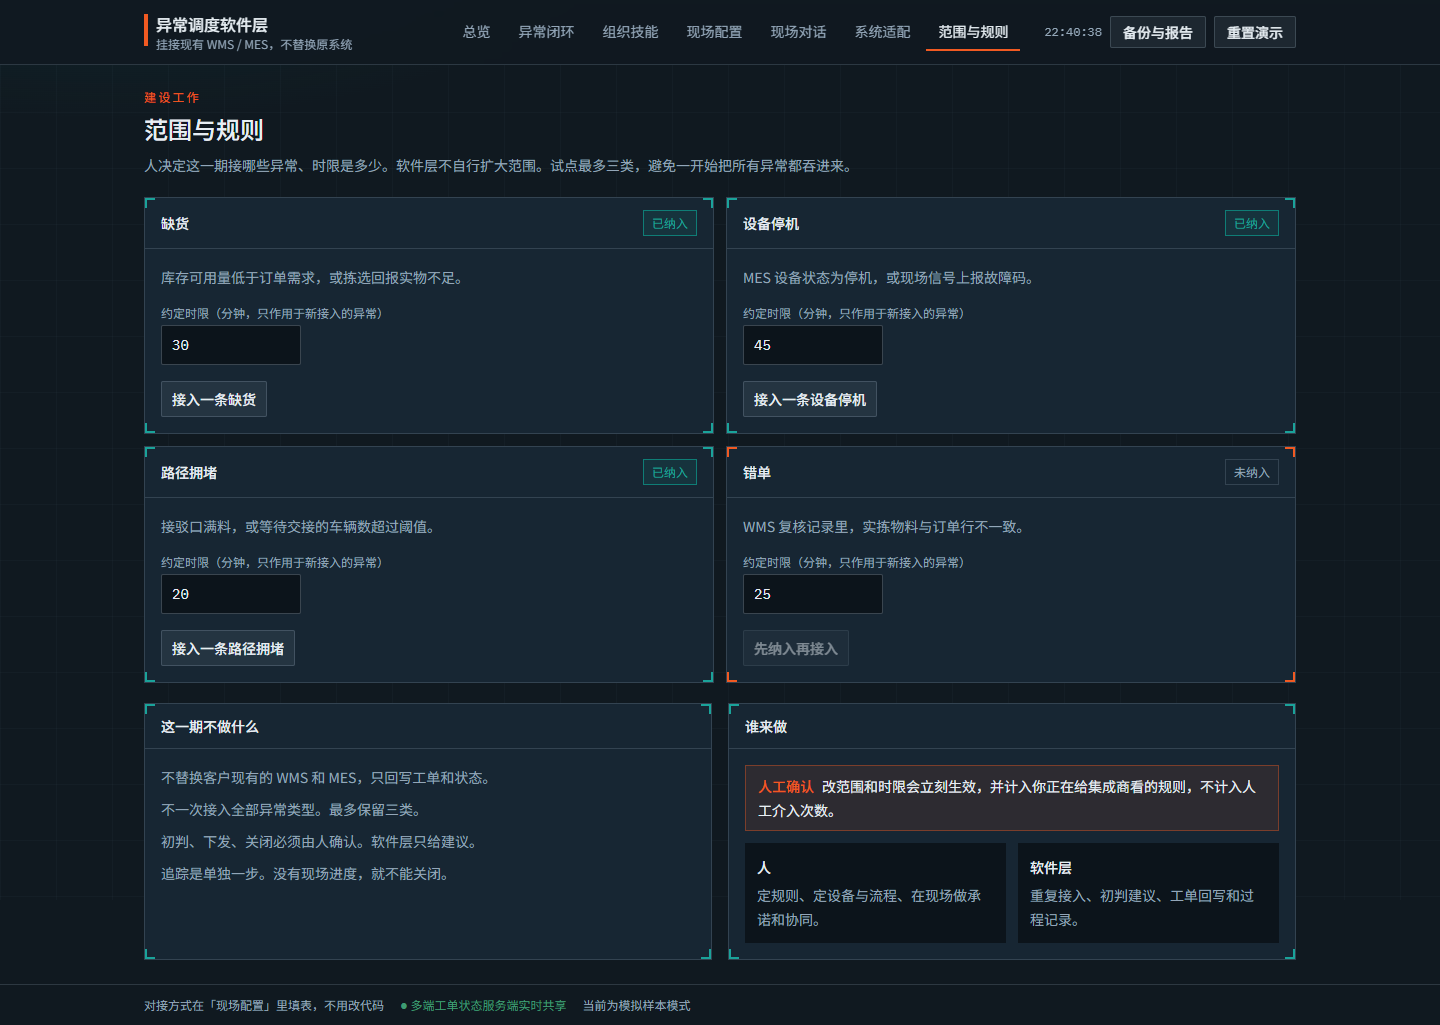 异常调度软件层
挂接现有 WMS / MES，不替换原系统
总览 异常闭环 组织技能 现场配置 现场对话 系统适配 范围与规则 22:40:38 备份与报告 重置演示
建设工作
范围与规则
人决定这一期接哪些异常、时限是多少。软件层不自行扩大范围。试点最多三类，避免一开始把所有异常都吞进来。
缺货 已纳入
库存可用量低于订单需求，或拣选回报实物不足。
约定时限（分钟，只作用于新接入的异常）
30
接入一条缺货
设备停机 已纳入
MES 设备状态为停机，或现场信号上报故障码。
约定时限（分钟，只作用于新接入的异常）
45
接入一条设备停机
路径拥堵 已纳入
接驳口满料，或等待交接的车辆数超过阈值。
约定时限（分钟，只作用于新接入的异常）
20
接入一条路径拥堵
错单 未纳入
WMS 复核记录里，实拣物料与订单行不一致。
约定时限（分钟，只作用于新接入的异常）
25
先纳入再接入
这一期不做什么
不替换客户现有的 WMS 和 MES，只回写工单和状态。
不一次接入全部异常类型。最多保留三类。
初判、下发、关闭必须由人确认。软件层只给建议。
追踪是单独一步。没有现场进度，就不能关闭。
谁来做
人工确认 改范围和时限会立刻生效，并计入你正在给集成商看的规则，不计入人
工介入次数。
人
定规则、定设备与流程、在现场做承
诺和协同。
软件层
重复接入、初判建议、工单回写和过
程记录。
对接方式在「现场配置」里填表，不用改代码 ● 多端工单状态服务端实时共享 当前为模拟样本模式